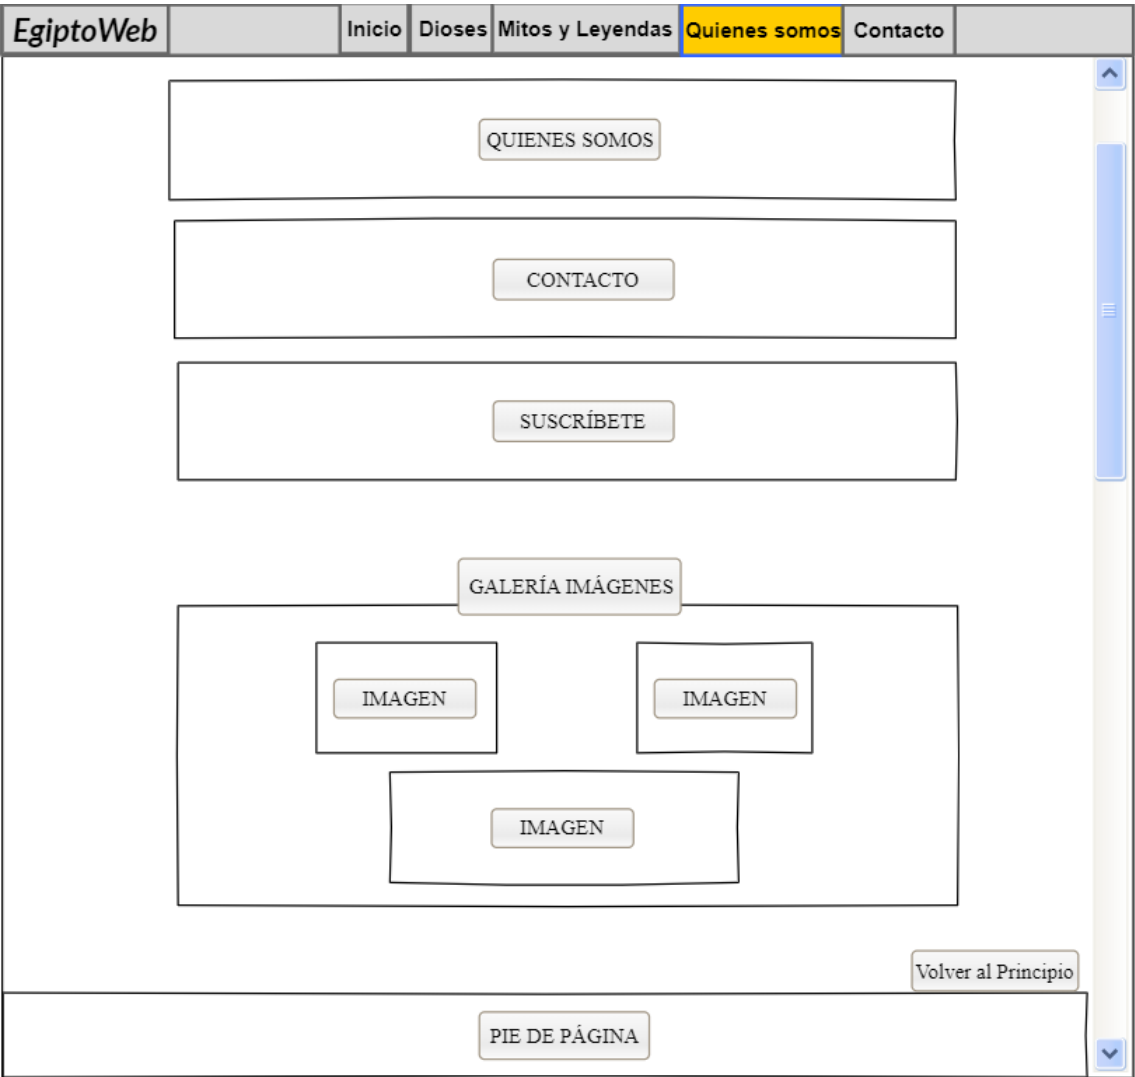 EgiptoWeb Inicio Dioses Mitos y Leyendas Quienes somos Contacto
QUIENES SOMOS
CONTACTO
SUSCRÍBETE
GALERÍA IMÁGENES
IMAGEN IMAGEN
IMAGEN
Volver al Principio
PIE DE PÁGINA